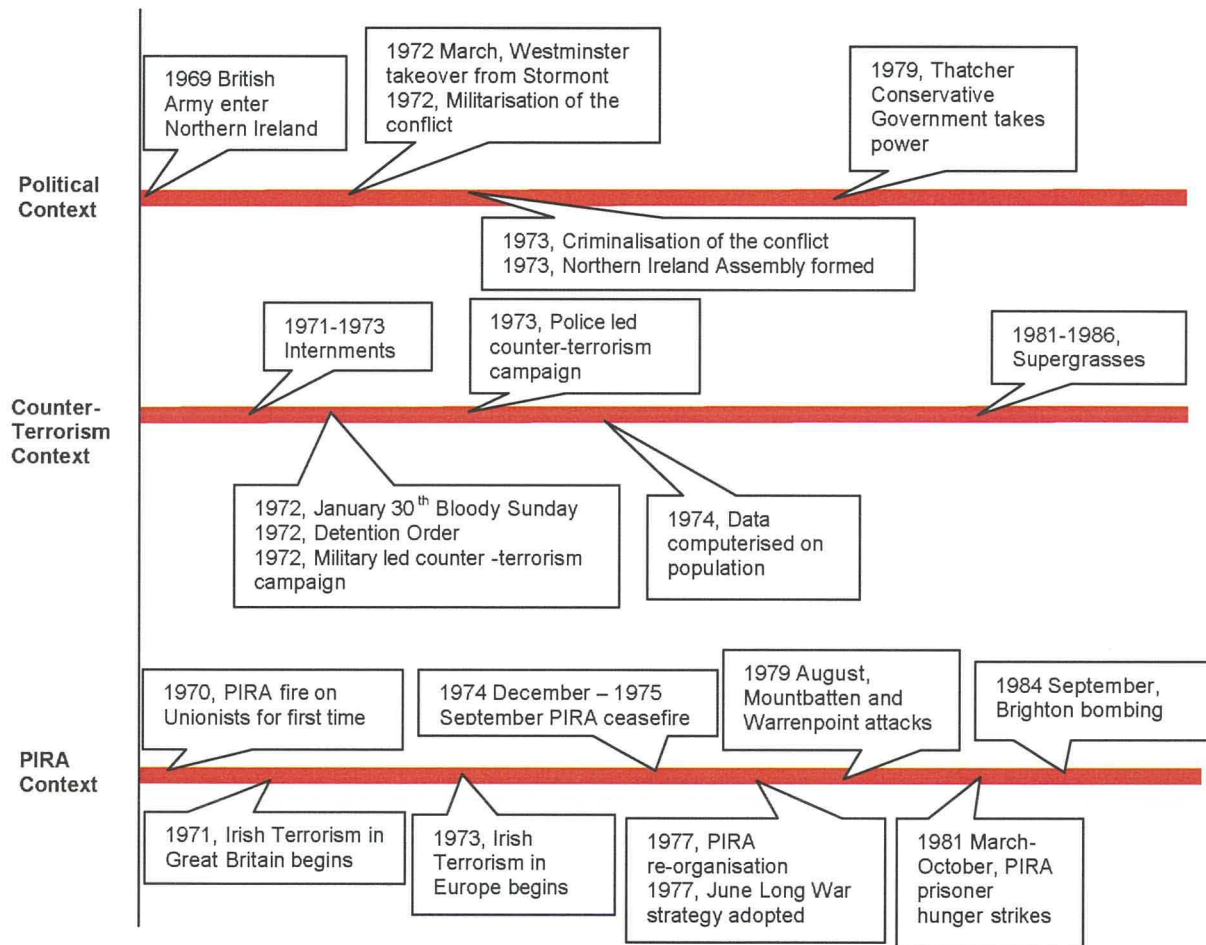 1969 British
Army enter
Northern Ireland
1972 March, Westminster
takeover from Stormont
1972, Militarisation of the
conflict
1979, Thatcher
Conservative
Government takes
power
Political
Context
1973, Criminalisation of the conflict
1973, Northern Ireland Assembly formed
1971-1973
Internments
1973, Police led
counter-terrorism
campaign
1981-1986,
Supergrasses
Counter-
Terrorism
Context
1972, January 30th Bloody Sunday
1972, Detention Order
1972, Military led counter -terrorism
campaign
1974, Data
computerised on
population
1970, PIRA fire on
Unionists for first time
1974 December – 1975
September PIRA ceasefire
1979 August,
Mountbatten and
Warrenpoint attacks
1984 September,
Brighton bombing
PIRA
Context
1971, Irish Terrorism in
Great Britain begins
1973, Irish
Terrorism in
Europe begins
1977, PIRA
re-organisation
1977, June Long War
strategy adopted
1981 March-
October, PIRA
prisoner
hunger strikes